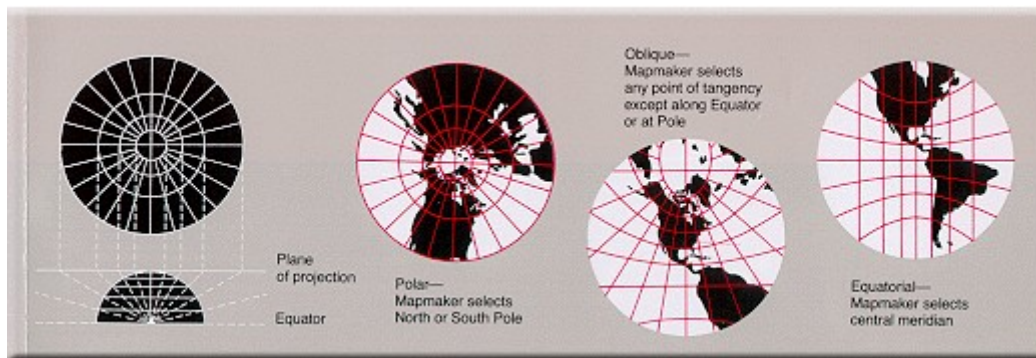 Plane
of projection
Equator
Polar—
Mapmaker selects
North or South Pole
Oblique—
Mapmaker selects
any point of tangency
except along Equator
or at Pole
Equatorial—
Mapmaker selects
central meridian